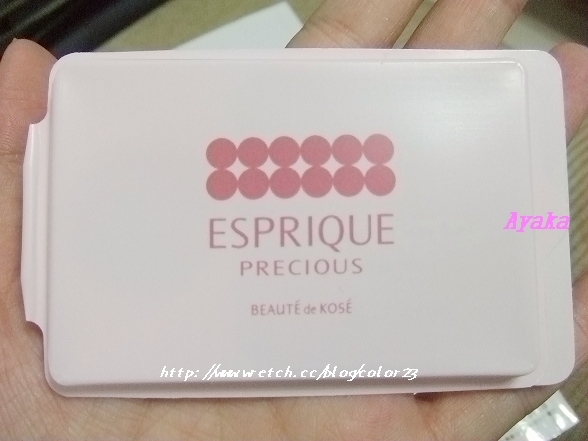 ESPRIQUE
PRECIOUS
BEAUTÉ de KOSÉ
Ayaka
http://www.wretch.cc/blog/color23